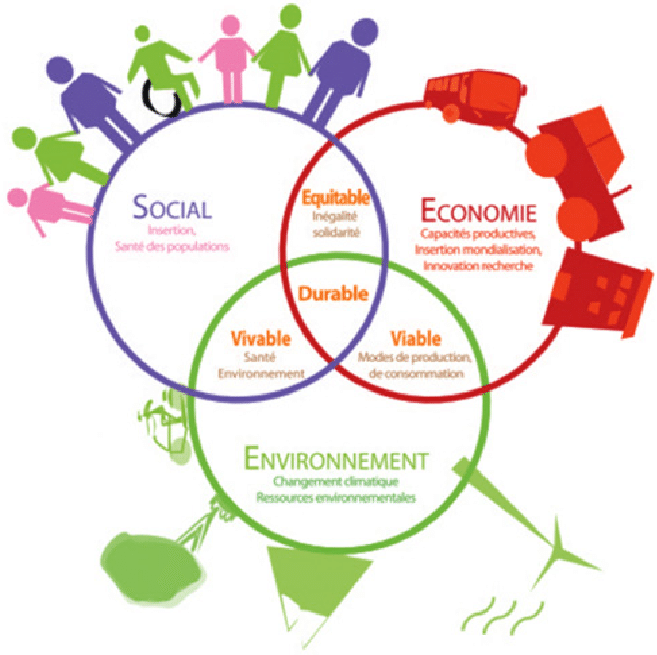 SOCIAL
Insertion,
Santé des populations
Equitable
Inégalité
solidarité
ECONOMIE
Capacités productives,
Insertion mondialisation,
Innovation recherche
Durable
Vivable
Santé
Environnement
Viable
Modes de production,
de consommation
ENVIRONNEMENT
Changement climatique
Ressources environnementales